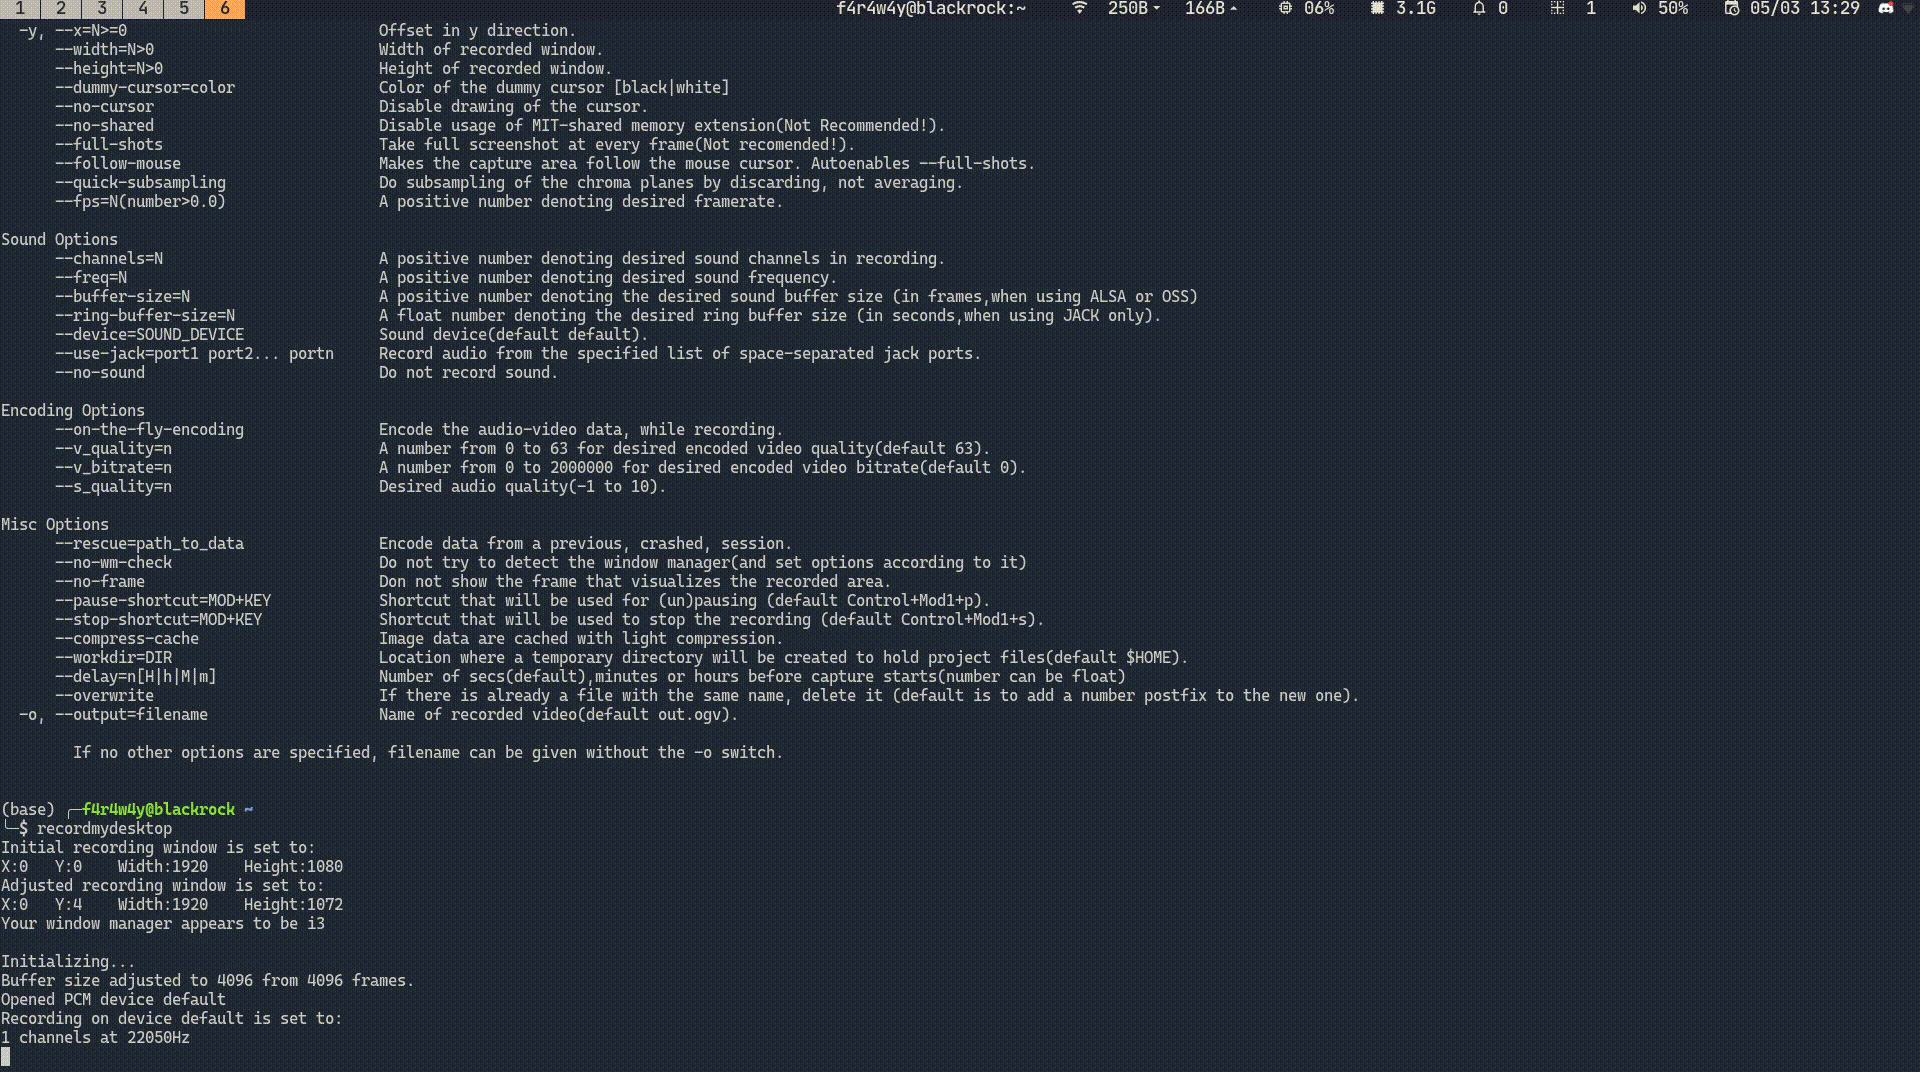 1 2 3 4 5 6 f4r4w4y@blackrock:~ 250B 166B 06% 3.1G 0 1 50% 05/03 13:29
-y, --x=N>=0 Offset in y direction.
--width=N>0 Width of recorded window.
--height=N>0 Height of recorded window.
--dummy-cursor=color Color of the dummy cursor [black|white]
--no-cursor Disable drawing of the cursor.
--no-shared Disable usage of MIT-shared memory extension(Not Recommended!).
--full-shots Take full screenshot at every frame(Not recomended!).
--follow-mouse Makes the capture area follow the mouse cursor. Autoenables --full-shots.
--quick-subsampling Do subsampling of the chroma planes by discarding, not averaging.
--fps=N(number>0.0) A positive number denoting desired framerate.
Sound Options
--channels=N A positive number denoting desired sound channels in recording.
--freq=N A positive number denoting desired sound frequency.
--buffer-size=N A positive number denoting the desired sound buffer size (in frames,when using ALSA or OSS)
--ring-buffer-size=N A float number denoting the desired ring buffer size (in seconds,when using JACK only).
--device=SOUND_DEVICE Sound device(default default).
--use-jack=port1 port2... portn Record audio from the specified list of space-separated jack ports.
--no-sound Do not record sound.
Encoding Options
--on-the-fly-encoding Encode the audio-video data, while recording.
--v_quality=n A number from 0 to 63 for desired encoded video quality(default 63).
--v_bitrate=n A number from 0 to 2000000 for desired encoded video bitrate(default 0).
--s_quality=n Desired audio quality(-1 to 10).
Misc Options
--rescue=path_to_data Encode data from a previous, crashed, session.
--no-wm-check Do not try to detect the window manager(and set options according to it)
--no-frame Don not show the frame that visualizes the recorded area.
--pause-shortcut=MOD+KEY Shortcut that will be used for (un)pausing (default Control+Mod1+p).
--stop-shortcut=MOD+KEY Shortcut that will be used to stop the recording (default Control+Mod1+s).
--compress-cache Image data are cached with light compression.
--workdir=DIR Location where a temporary directory will be created to hold project files(default $HOME).
--delay=n[H|h|M|m] Number of secs(default),minutes or hours before capture starts(number can be float)
--overwrite If there is already a file with the same name, delete it (default is to add a number postfix to the new one).
-o, --output=filename Name of recorded video(default out.ogv).
If no other options are specified, filename can be given without the -o switch.
(base) ╭─f4r4w4y@blackrock ~
╰─$ recordmydesktop
Initial recording window is set to:
X:0 Y:0 Width:1920 Height:1080
Adjusted recording window is set to:
X:0 Y:4 Width:1920 Height:1072
Your window manager appears to be i3
Initializing...
Buffer size adjusted to 4096 from 4096 frames.
Opened PCM device default
Recording on device default is set to:
1 channels at 22050Hz